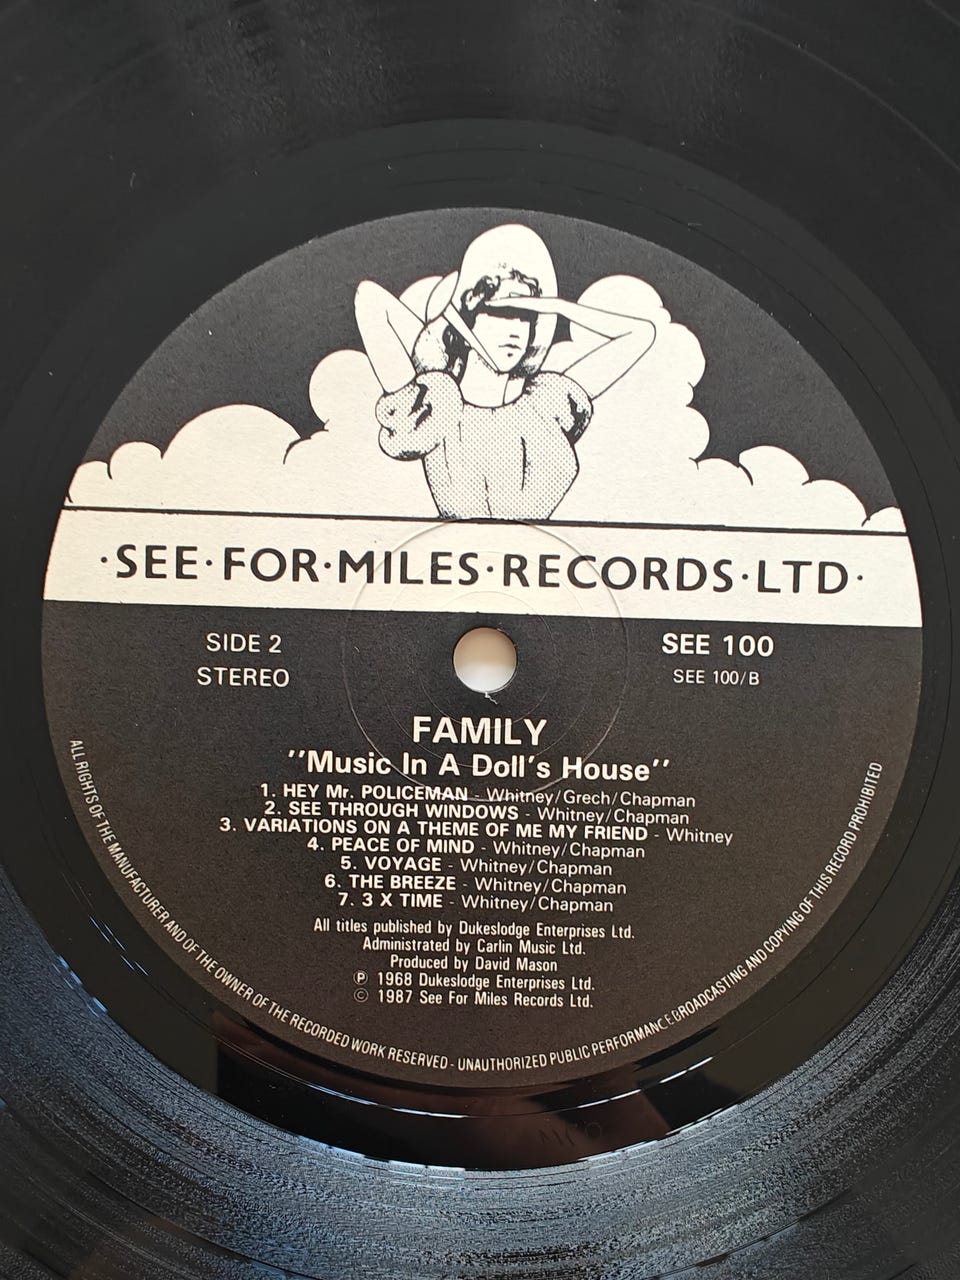 ·SEE·FOR·MILES·RECORDS·LTD·
SIDE 2
STEREO
SEE 100
SEE 100/B
FAMILY
''Music In A Doll's House''
1. HEY Mr. POLICEMAN - Whitney/Grech/Chapman
2. SEE THROUGH WINDOWS - Whitney/Chapman
3. VARIATIONS ON A THEME OF ME MY FRIEND - Whitney
4. PEACE OF MIND - Whitney/Chapman
5. VOYAGE - Whitney/Chapman
6. THE BREEZE - Whitney/Chapman
7. 3 X TIME - Whitney/Chapman
All titles published by Dukeslodge Enterprises Ltd.
Administrated by Carlin Music Ltd.
Produced by David Mason
Ⓟ 1968 Dukeslodge Enterprises Ltd.
© 1987 See For Miles Records Ltd.
ALL RIGHTS OF THE MANUFACTURER AND OF THE OWNER OF THE RECORDED WORK RESERVED - UNAUTHORIZED PUBLIC PERFORMANCE BROADCASTING AND COPYING OF THIS RECORD PROHIBITED